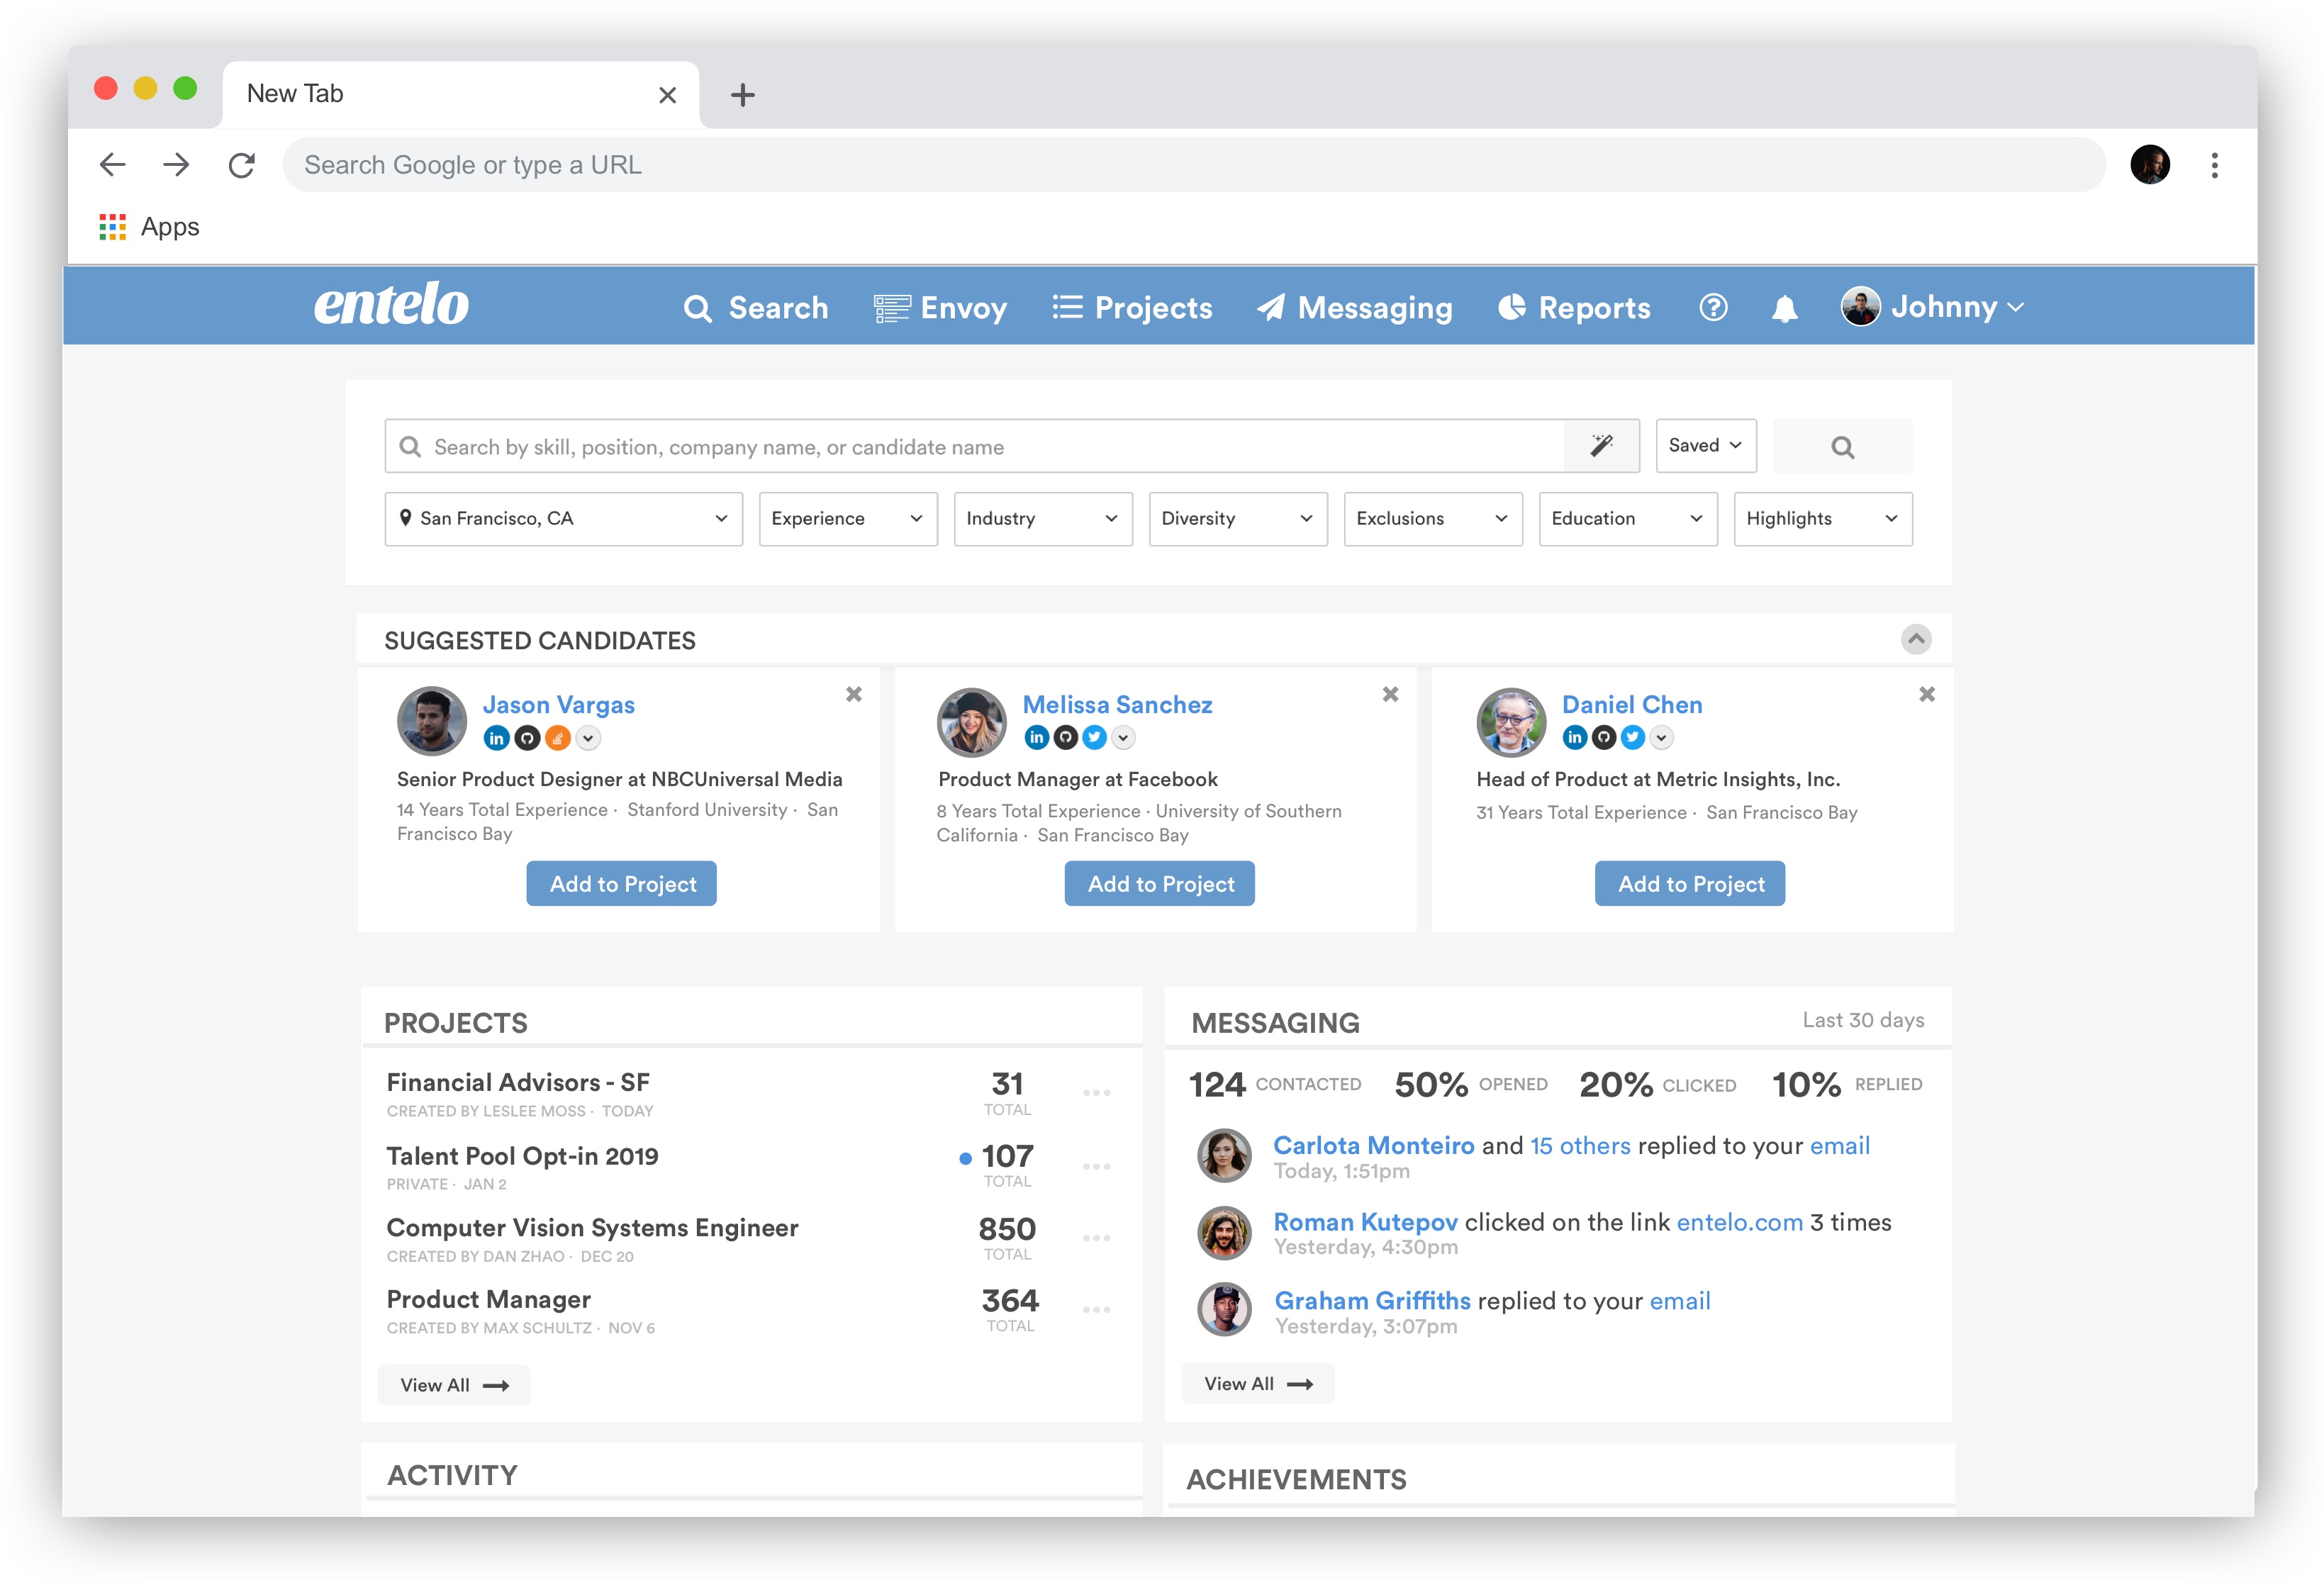 New Tab
Search Google or type a URL
Apps
entelo
Search
Envoy
Projects
Messaging
Reports
Johnny
Search by skill, position, company name, or candidate name
Saved
San Francisco, CA
Experience
Industry
Diversity
Exclusions
Education
Highlights
SUGGESTED CANDIDATES
Jason Vargas
in
Senior Product Designer at NBCUniversal Media
14 Years Total Experience · Stanford University · San
Francisco Bay
Add to Project
Melissa Sanchez
in
Product Manager at Facebook
8 Years Total Experience · University of Southern
California · San Francisco Bay
Add to Project
Daniel Chen
in
Head of Product at Metric Insights, Inc.
31 Years Total Experience · San Francisco Bay
Add to Project
PROJECTS
Financial Advisors - SF
CREATED BY LESLEE MOSS · TODAY
31
TOTAL
Talent Pool Opt-in 2019
PRIVATE · JAN 2
107
TOTAL
Computer Vision Systems Engineer
CREATED BY DAN ZHAO · DEC 20
850
TOTAL
Product Manager
CREATED BY MAX SCHULTZ · NOV 6
364
TOTAL
View All
MESSAGING
Last 30 days
124 CONTACTED
50% OPENED
20% CLICKED
10% REPLIED
Carlota Monteiro and 15 others replied to your email
Today, 1:51pm
Roman Kutepov clicked on the link entelo.com 3 times
Yesterday, 4:30pm
Graham Griffiths replied to your email
Yesterday, 3:07pm
View All
ACTIVITY
ACHIEVEMENTS